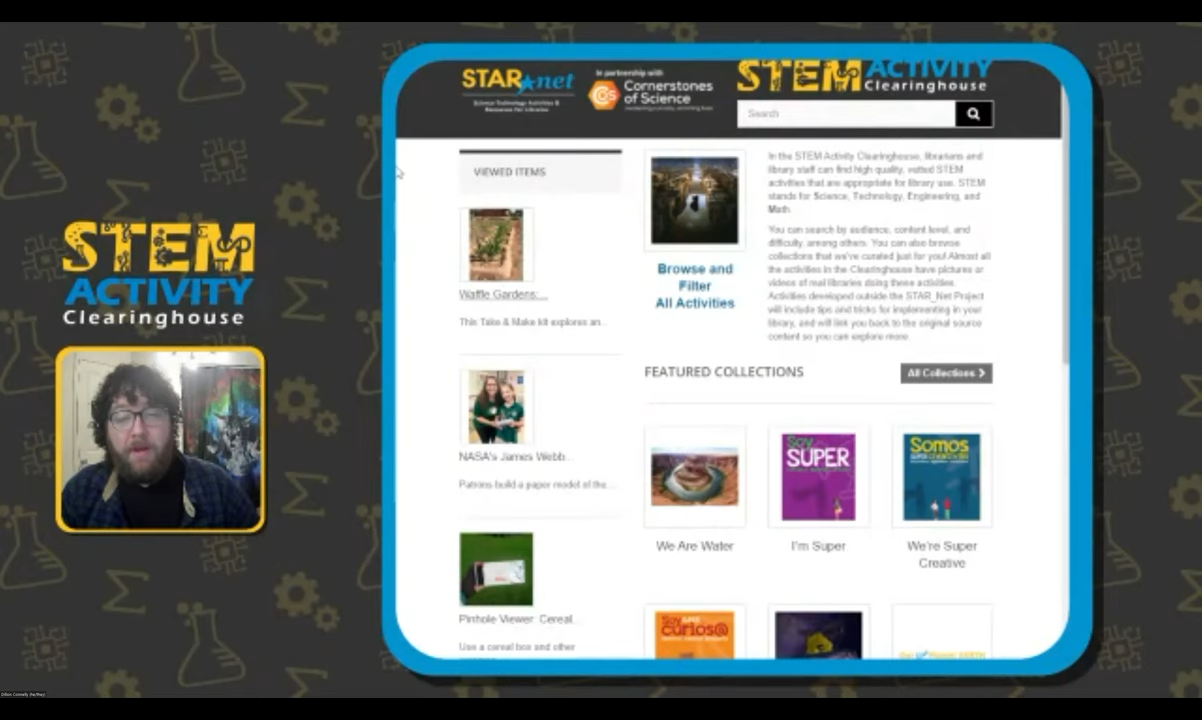 STEM
ACTIVITY
Clearinghouse
STAR net
In partnership with
Cornerstones
of Science
STEM ACTIVITY
Clearinghouse
Search
VIEWED ITEMS
Waffle Gardens:...
This Take & Make kit explores an...
NASA's James Webb...
Patrons build a paper model of the...
Pinhole Viewer: Cereal...
Use a cereal box and other
Browse and
Filter
All Activities
In the STEM Activity Clearinghouse, librarians and
library staff can find high quality, vetted STEM
activities that are appropriate for library use. STEM
stands for Science, Technology, Engineering, and
Math.
You can search by audience, content level, and
difficulty, among others. You can also browse
collections that we've curated just for you! Almost all
the activities in the Clearinghouse have pictures or
videos of real libraries doing these activities.
Activities developed outside the STAR_Net Project
will include tips and tricks for implementing in your
library, and will link you back to the original source
content so you can explore more.
FEATURED COLLECTIONS
All Collections
Soy
SUPER
Somos
We Are Water
I'm Super
We're Super
Creative
Soy
curios@